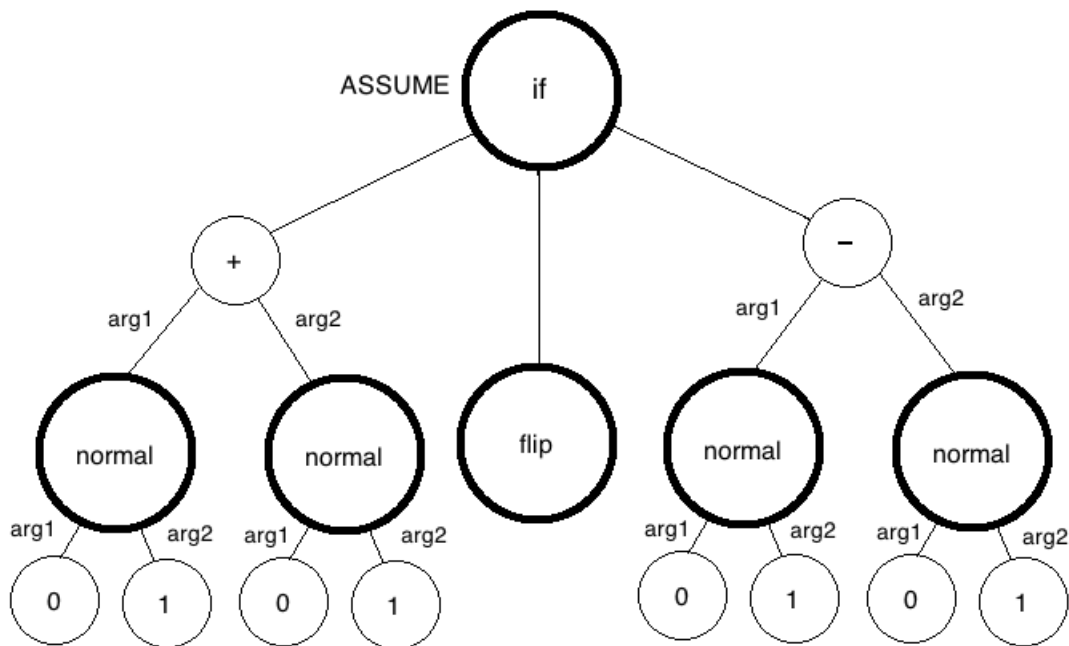 ASSUME
if
+
−
arg1
arg2
arg1
arg2
normal
normal
flip
normal
normal
arg1
arg2
arg1
arg2
arg1
arg2
arg1
arg2
0
1
0
1
0
1
0
1